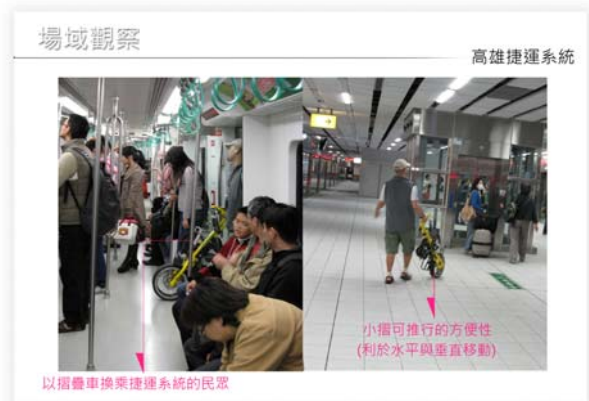 場域觀察
高雄捷運系統
小摺可推行的方便性
(利於水平與垂直移動)
以摺疊車換乘捷運系統的民眾